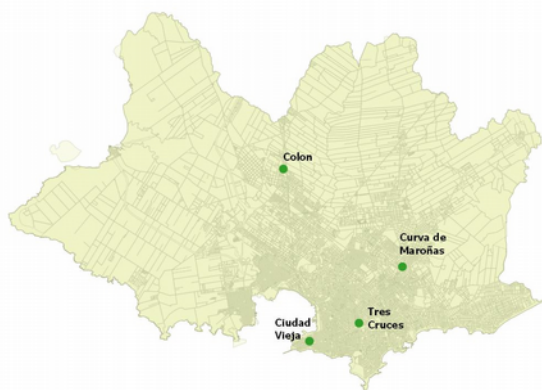 Colon
Curva de
Maroñas
Tres
Cruces
Ciudad
Vieja